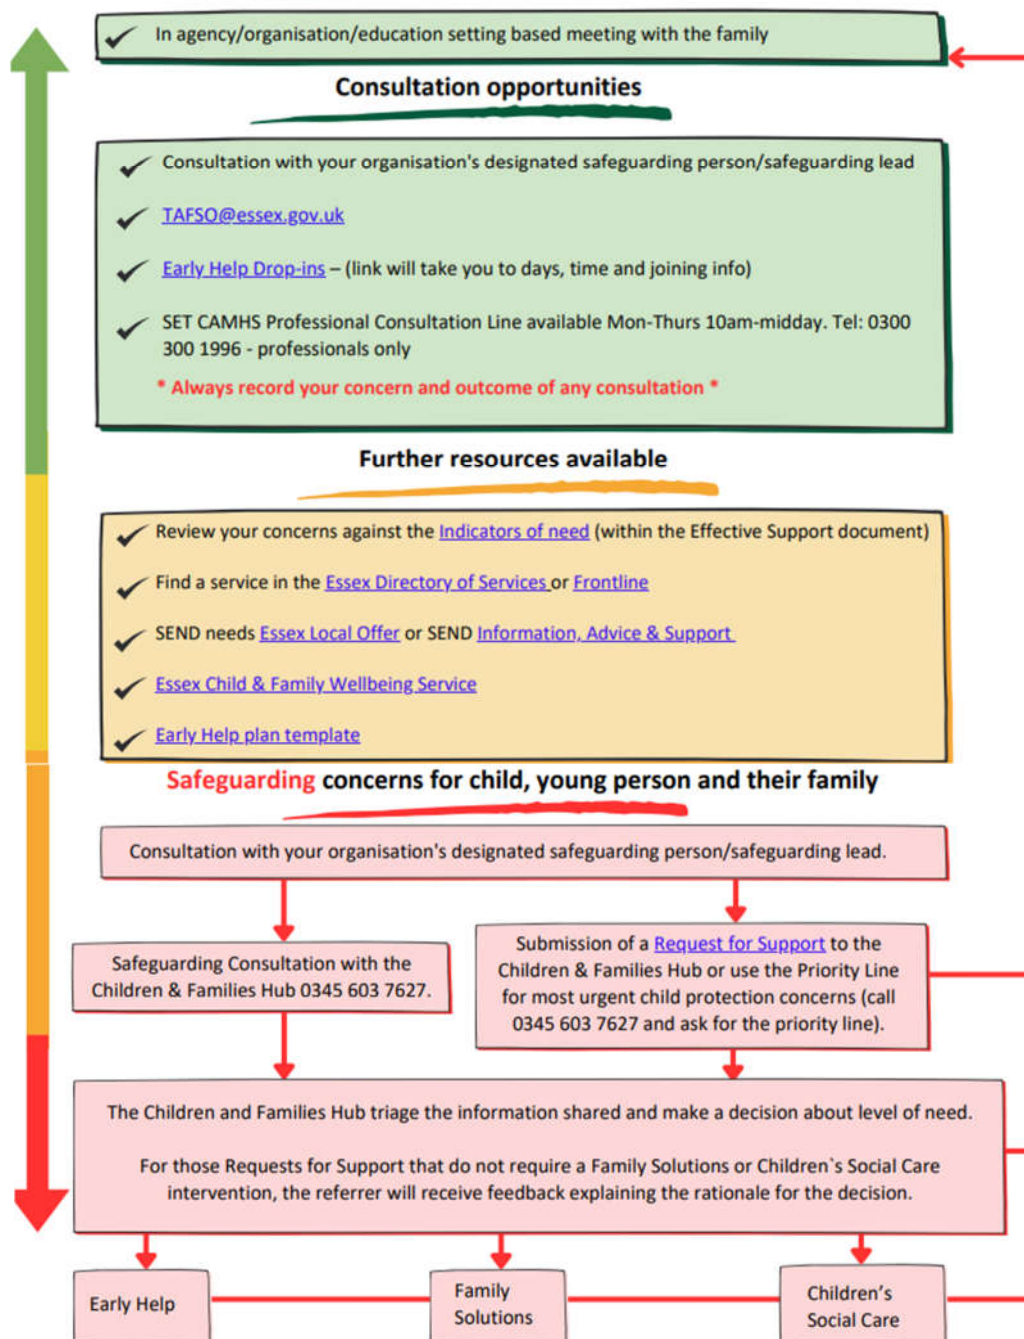 In agency/organisation/education setting based meeting with the family
Consultation opportunities
Consultation with your organisation's designated safeguarding person/safeguarding lead
TAFSO@essex.gov.uk
Early Help Drop-ins – (link will take you to days, time and joining info)
SET CAMHS Professional Consultation Line available Mon-Thurs 10am-midday. Tel: 0300
300 1996 - professionals only
* Always record your concern and outcome of any consultation *
Further resources available
Review your concerns against the Indicators of need (within the Effective Support document)
Find a service in the Essex Directory of Services or Frontline
SEND needs Essex Local Offer or SEND Information, Advice & Support
Essex Child & Family Wellbeing Service
Early Help plan template
Safeguarding concerns for child, young person and their family
Consultation with your organisation's designated safeguarding person/safeguarding lead.
Safeguarding Consultation with the
Children & Families Hub 0345 603 7627.
Submission of a Request for Support to the
Children & Families Hub or use the Priority Line
for most urgent child protection concerns (call
0345 603 7627 and ask for the priority line).
The Children and Families Hub triage the information shared and make a decision about level of need.
For those Requests for Support that do not require a Family Solutions or Children`s Social Care
intervention, the referrer will receive feedback explaining the rationale for the decision.
Early Help
Family
Solutions
Children's
Social Care